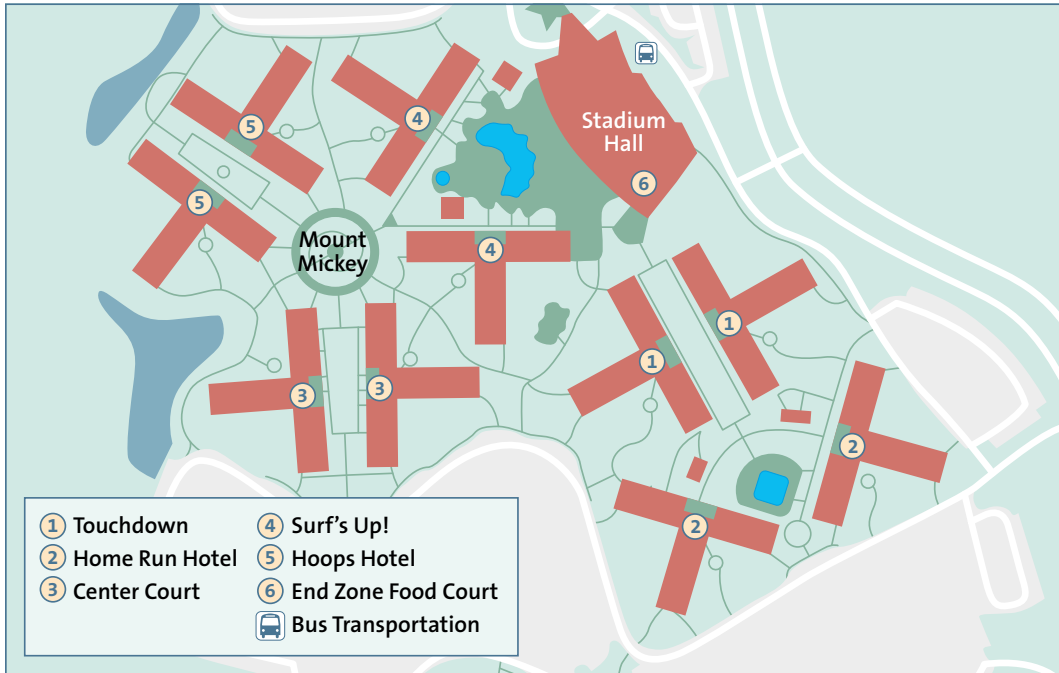 Stadium
Hall
6
5
4
5
Mount
Mickey
4
1
1
3
3
2
2
1 Touchdown
2 Home Run Hotel
3 Center Court
4 Surf's Up!
5 Hoops Hotel
6 End Zone Food Court
Bus Transportation